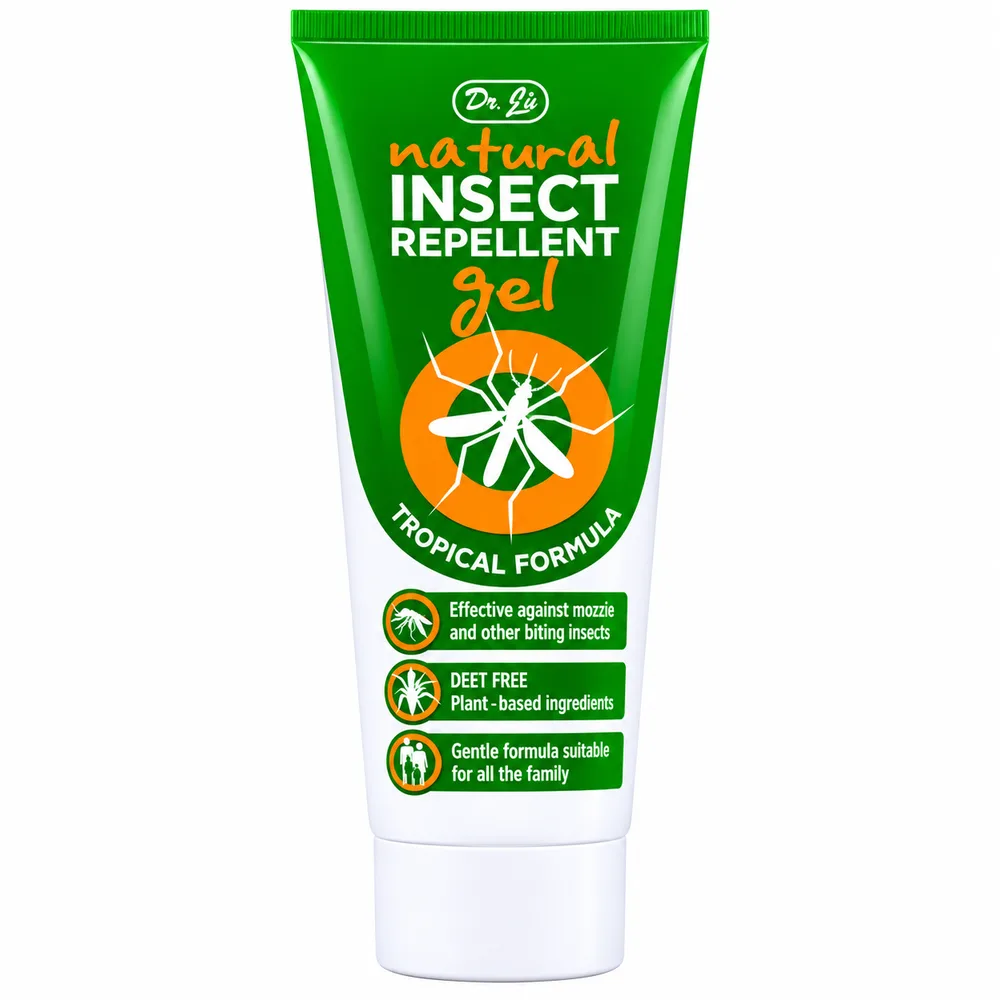 Dr. Lü
natural
INSECT
REPELLENT
gel
TROPICAL FORMULA
Effective against mozzie
and other biting insects
DEET FREE
Plant-based ingredients
Gentle formula suitable
for all the family